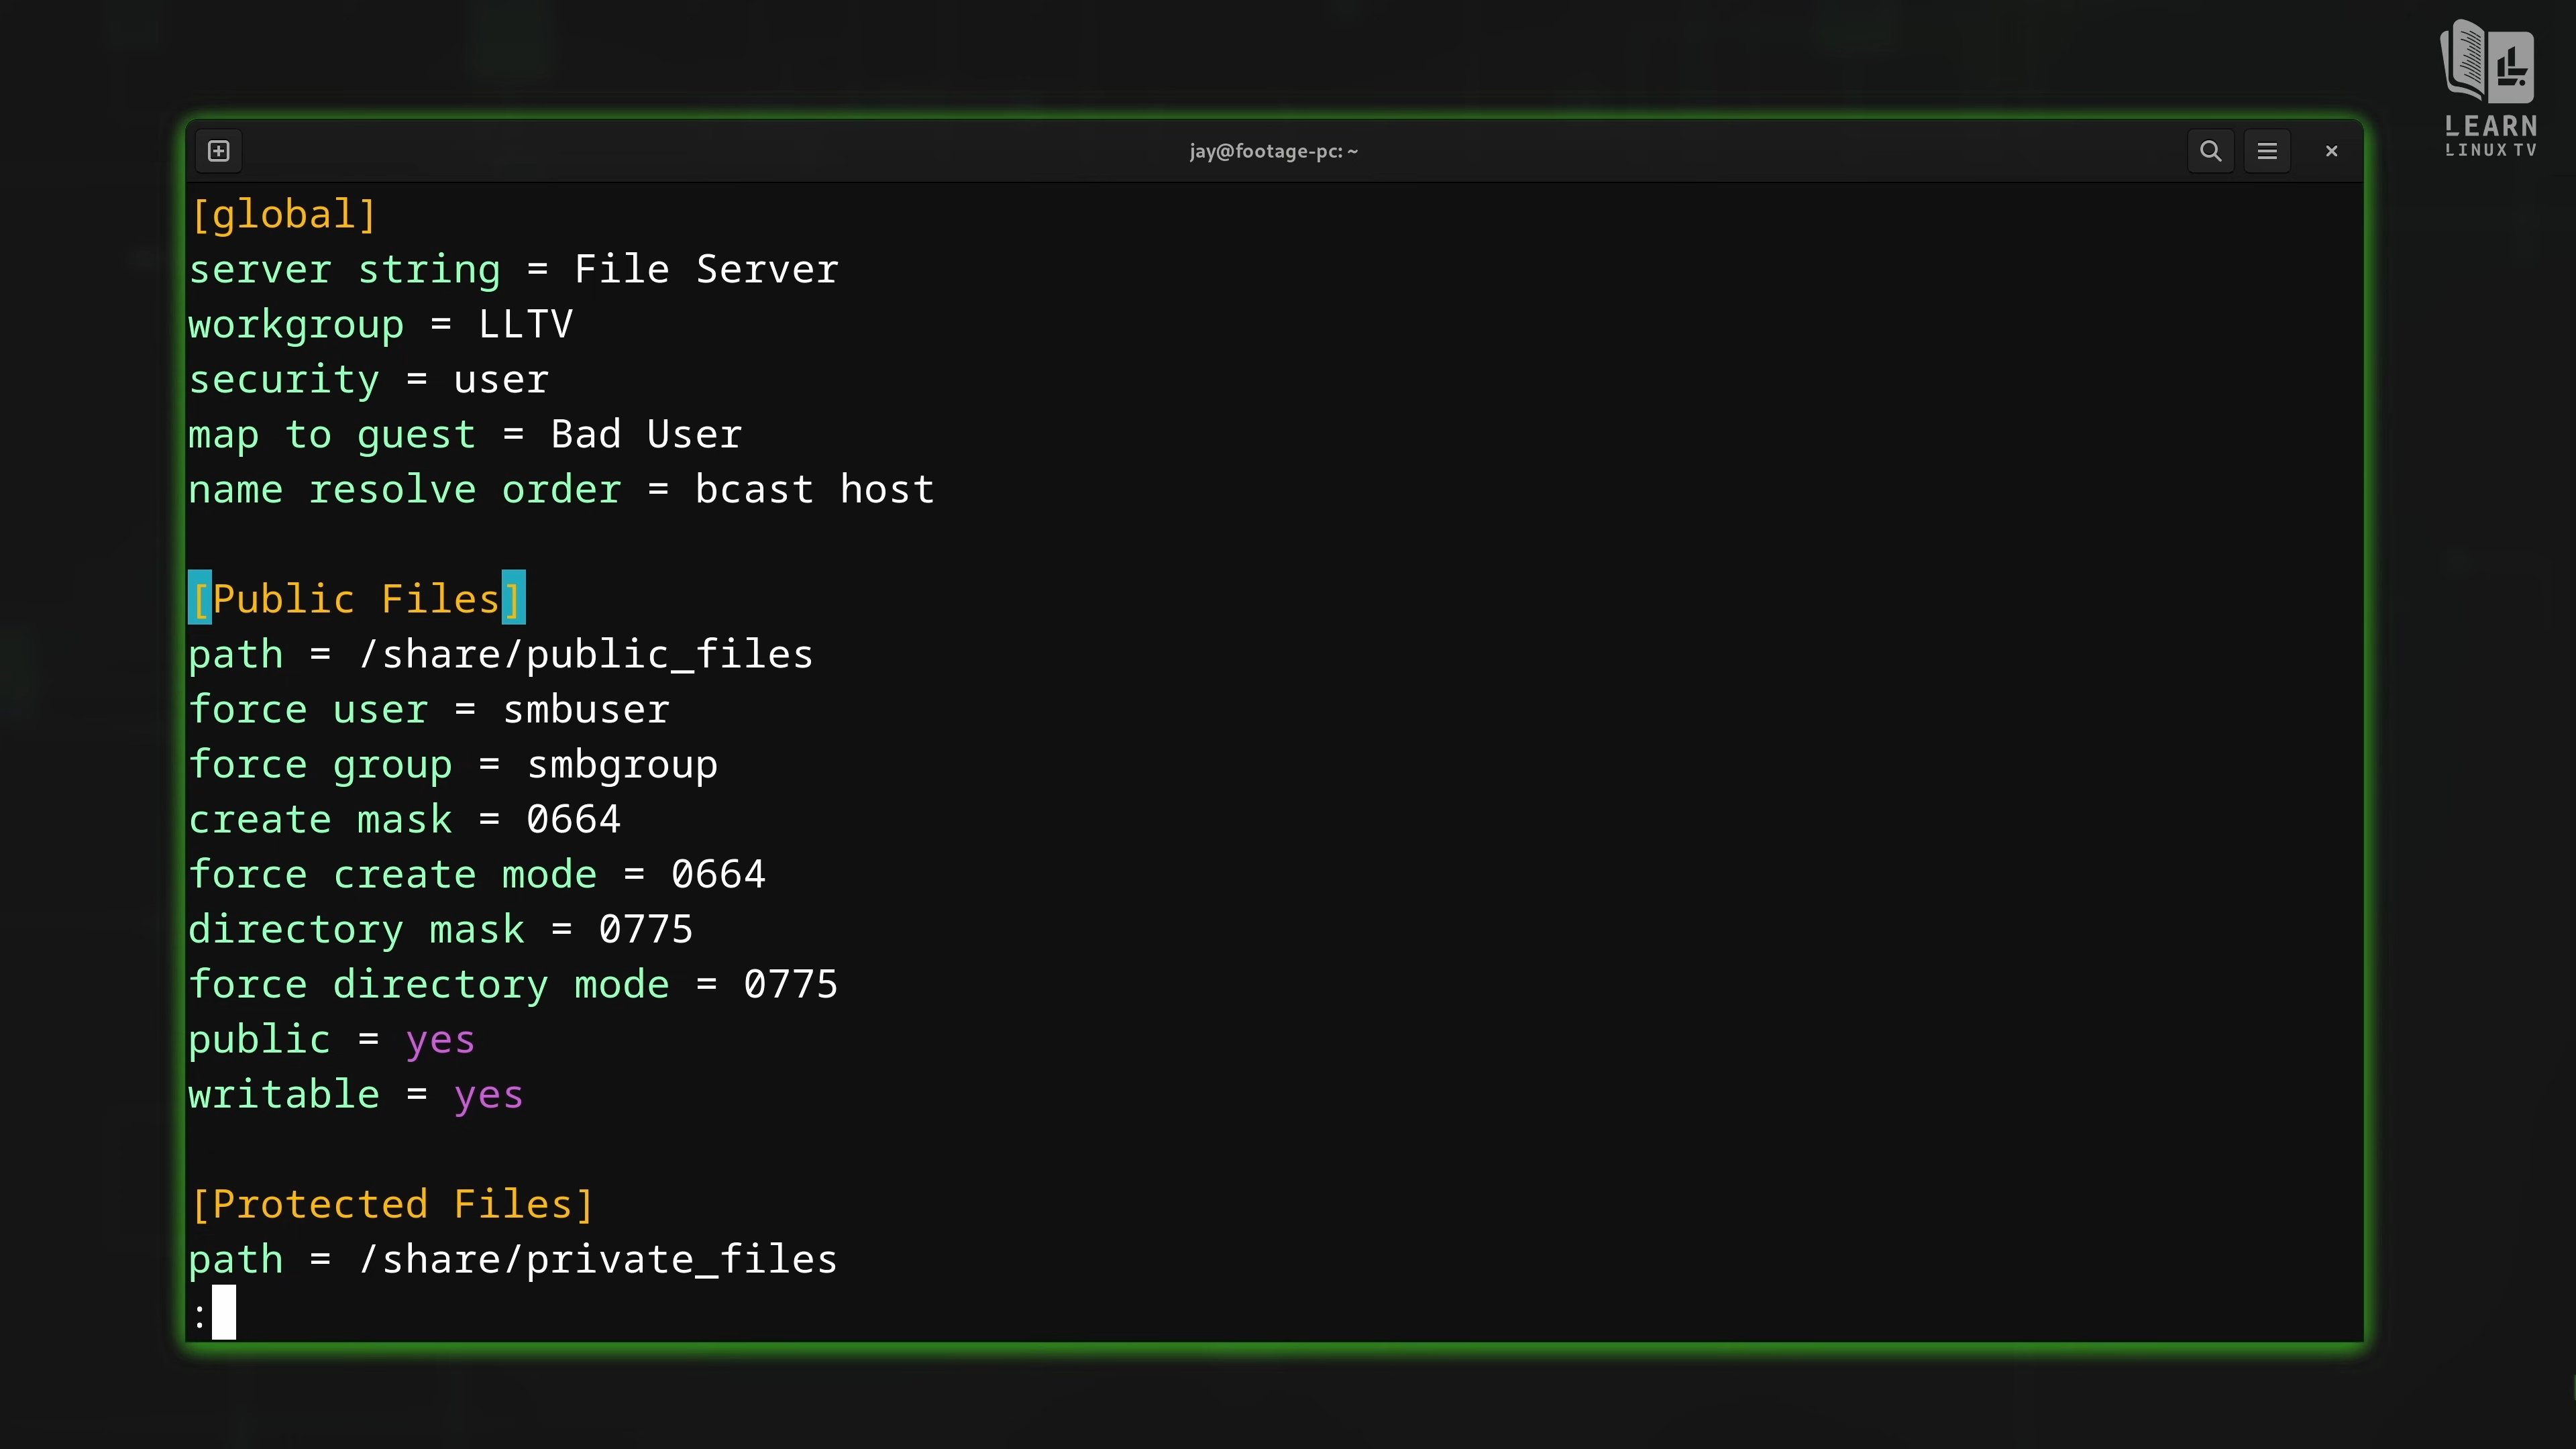 LEARN
LINUX TV
jay@footage-pc: ~
[global]
server string = File Server
workgroup = LLTV
security = user
map to guest = Bad User
name resolve order = bcast host
[Public Files]
path = /share/public_files
force user = smbuser
force group = smbgroup
create mask = 0664
force create mode = 0664
directory mask = 0775
force directory mode = 0775
public = yes
writable = yes
[Protected Files]
path = /share/private_files
: